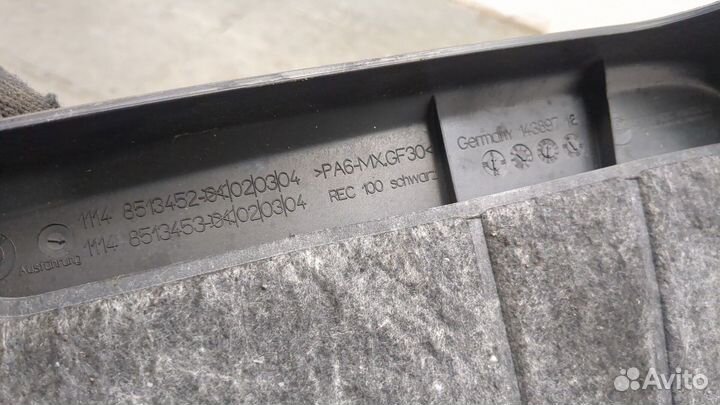 1114 8513452-04|02|03|04 >PA6-MX.GF30<
1114 8513453-04|02|03|04 REC 100 schwarz
Ausführung
Germany 143897 12
Avito